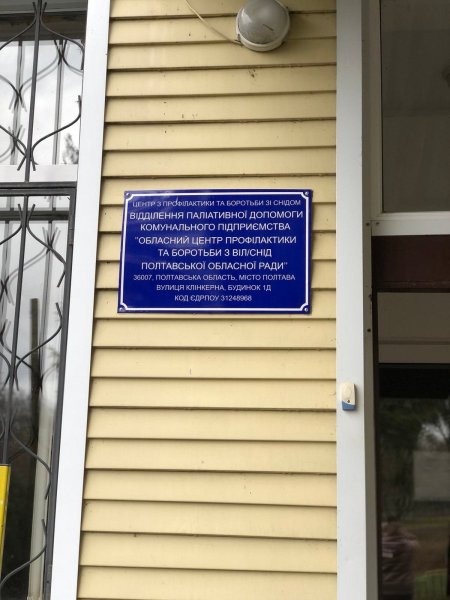 ЦЕНТР З ПРОФІЛАКТИКИ ТА БОРОТЬБИ ЗІ СНІДОМ
ВІДДІЛЕННЯ ПАЛІАТИВНОЇ ДОПОМОГИ
КОМУНАЛЬНОГО ПІДПРИЄМСТВА
"ОБЛАСНИЙ ЦЕНТР ПРОФІЛАКТИКИ
ТА БОРОТЬБИ З ВІЛ/СНІД
ПОЛТАВСЬКОЇ ОБЛАСНОЇ РАДИ"
36007, ПОЛТАВСЬКА ОБЛАСТЬ, МІСТО ПОЛТАВА
ВУЛИЦЯ КЛІНКЕРНА, БУДИНОК 1Д
КОД ЄДРПОУ 31248968